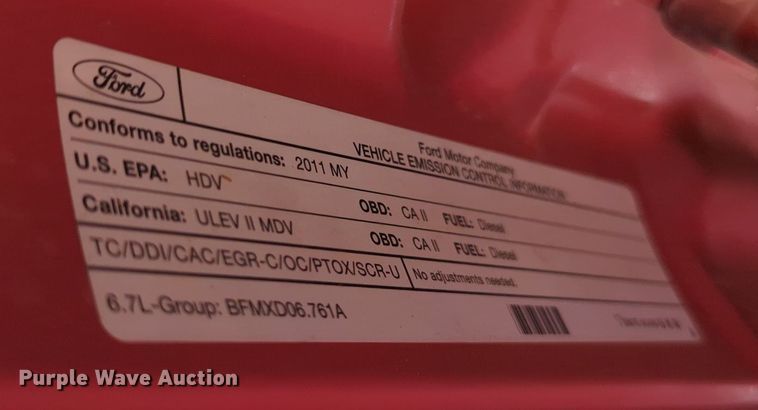 Ford
Ford Motor Company
VEHICLE EMISSION CONTROL INFORMATION
Conforms to regulations: 2011 MY
U.S. EPA: HDV OBD: CA II FUEL: Diesel
California: ULEV II MDV OBD: CA II FUEL: Diesel
TC/DDI/CAC/EGR-C/OC/PTOX/SCR-U No adjustments needed.
6.7L-Group: BFMXD06.761A
Purple Wave Auction